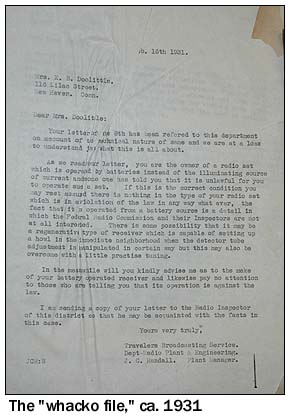 b. 16th 1931.
Mrs. E. B. Doolittle.
116 Lilac Street.
New Haven. Conn.
Dear Mrs. Doolible:
Your letter of he 9th has been refered to this department
on account of te technical nature of same and we are at a loss
to understand ju what this is all about.
As we read our letter, you are the owner of a radio set
which is operad by batteries instead of the illuminating source
of current and some one has told you that it is unlawful for you
to operate such a set. If this is the correct condition you
may rest assurd there is nothing in the type of your radio set
which is in violation of the law in any way what ever. The
fact that it is operated from a battery source is a detail in
which the Federal Radio Commission and their Inspectors are not
at all interested. There is some possibility that it may be
a regenerativ type of receiver which is capable of setting up
a howl in the immediate neighborhood when the detector tube
adjustment is manipulated in certain way but this may also be
overcome with a little practise tuning.
In the meanwhile will you kindly advise me as to the make
of your battery operated receiver and likewise pay no attention
to those who are telling you that its operation is against the
law.
I am sending a copy of your letter to the Radio Inspector
of this district so that he may be acquainted with the facts in
this case.
Yours very truly,
Travelers Broadcasting Service.
Dept-Radio Plant & Engineering.
J. C. Randall. Plant Manager.
JCR:S
The "whacko file," ca. 1931